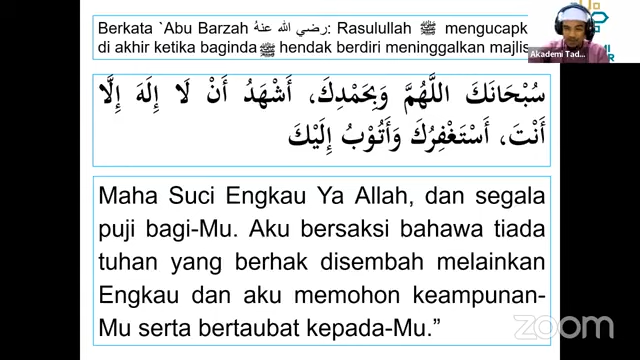 Berkata `Abu Barzah رضي الله عنهُ: Rasulullah ﷺ mengucapk
di akhir ketika baginda ﷺ hendak berdiri meninggalkan majlis
سُبْحَانَكَ اللَّهُمَّ وَبِحَمْدِكَ، أَشْهَدُ أَنْ لَا إِلَهَ إِلَّا
أَنْتَ، أَسْتَغْفِرُكَ وَأَتُوْبُ إِلَيْكَ
Maha Suci Engkau Ya Allah, dan segala
puji bagi-Mu. Aku bersaksi bahawa tiada
tuhan yang berhak disembah melainkan
Engkau dan aku memohon keampunan-
Mu serta bertaubat kepada-Mu.”
Akademi Tad...
zoom